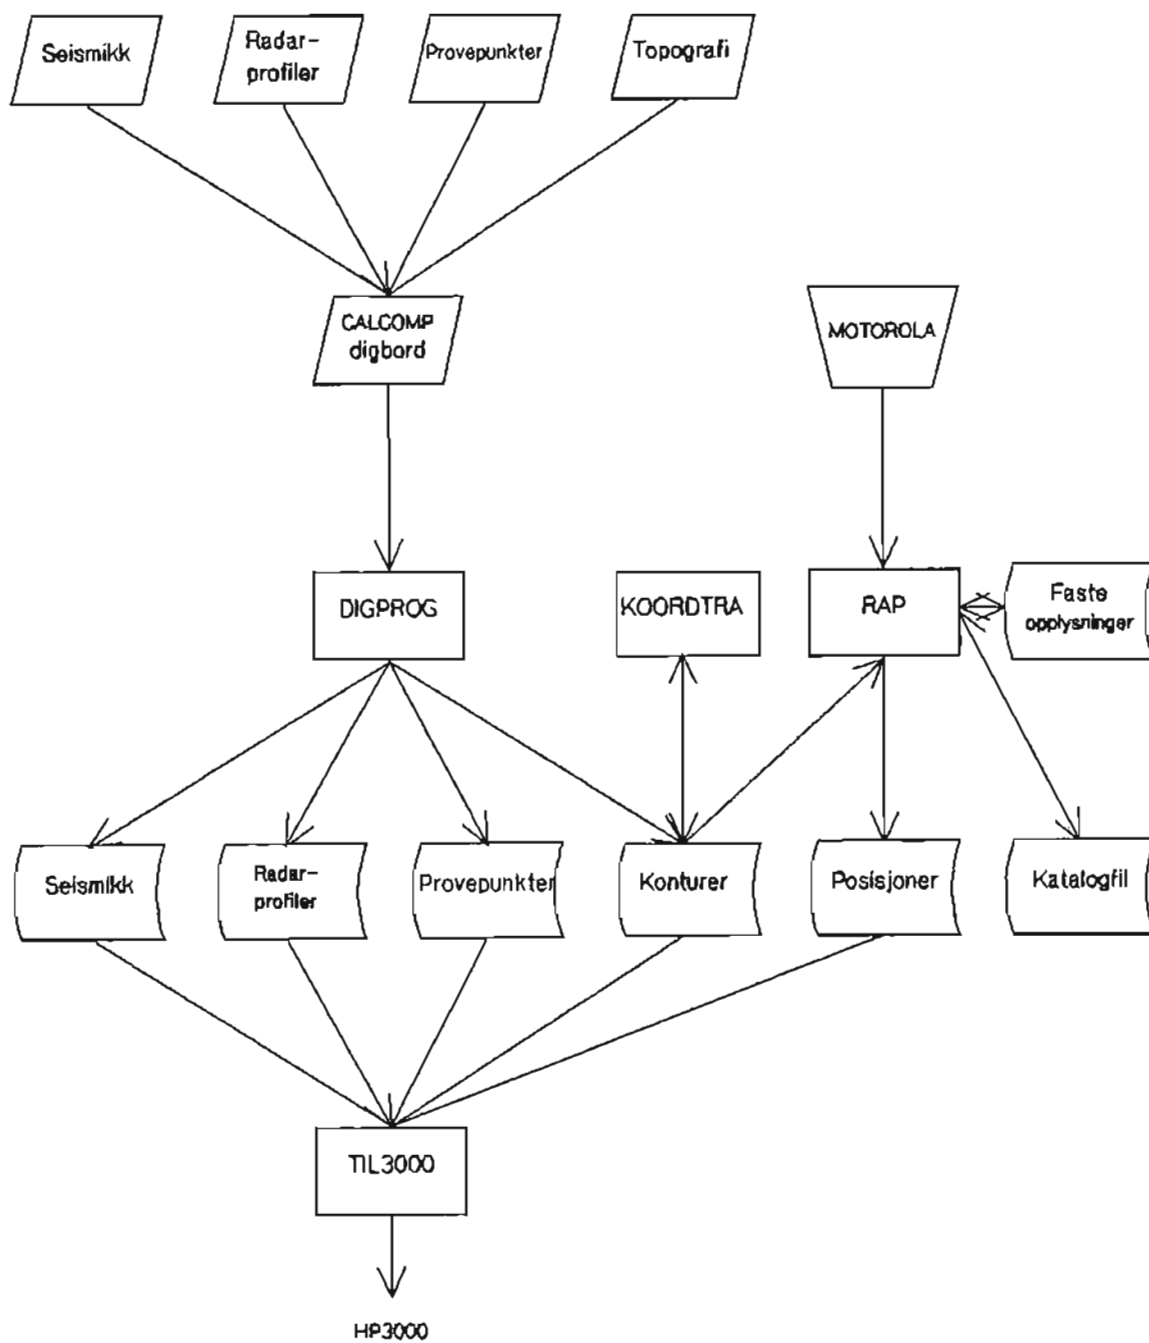 Seismikk
Radar-
profiler
Provepunkter
Topografi
CALCOMP
digbord
MOTOROLA
DIGPROG
KOORDTRA
RAP
Faste
opplysninger
Seismikk
Radar-
profiler
Provepunkter
Konturer
Posisjoner
Katalogfil
TIL3000
HP3000